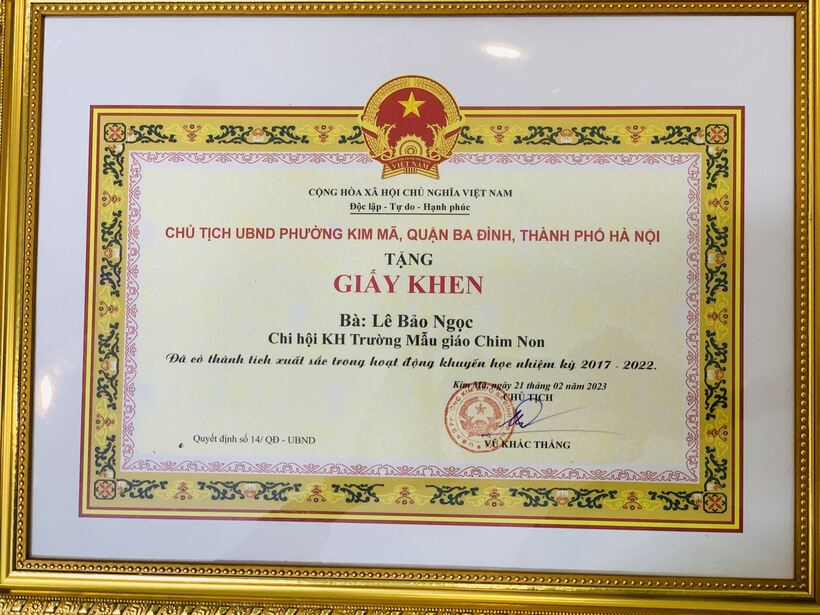 VIỆT NAM
CỘNG HÒA XÃ HỘI CHỦ NGHĨA VIỆT NAM
Độc lập - Tự do - Hạnh phúc
CHỦ TỊCH UBND PHƯỜNG KIM MÃ, QUẬN BA ĐÌNH, THÀNH PHỐ HÀ NỘI
TẶNG
GIẤY KHEN
Bà: Lê Bảo Ngọc
Chi hội KH Trường Mẫu giáo Chim Non
Đã có thành tích xuất sắc trong hoạt động khuyến học nhiệm kỳ 2017 - 2022.
Kim Mã, ngày 21 tháng 02 năm 2023
CHỦ TỊCH
Quyết định số 14/ QĐ - UBND
VŨ KHẮC THẮNG